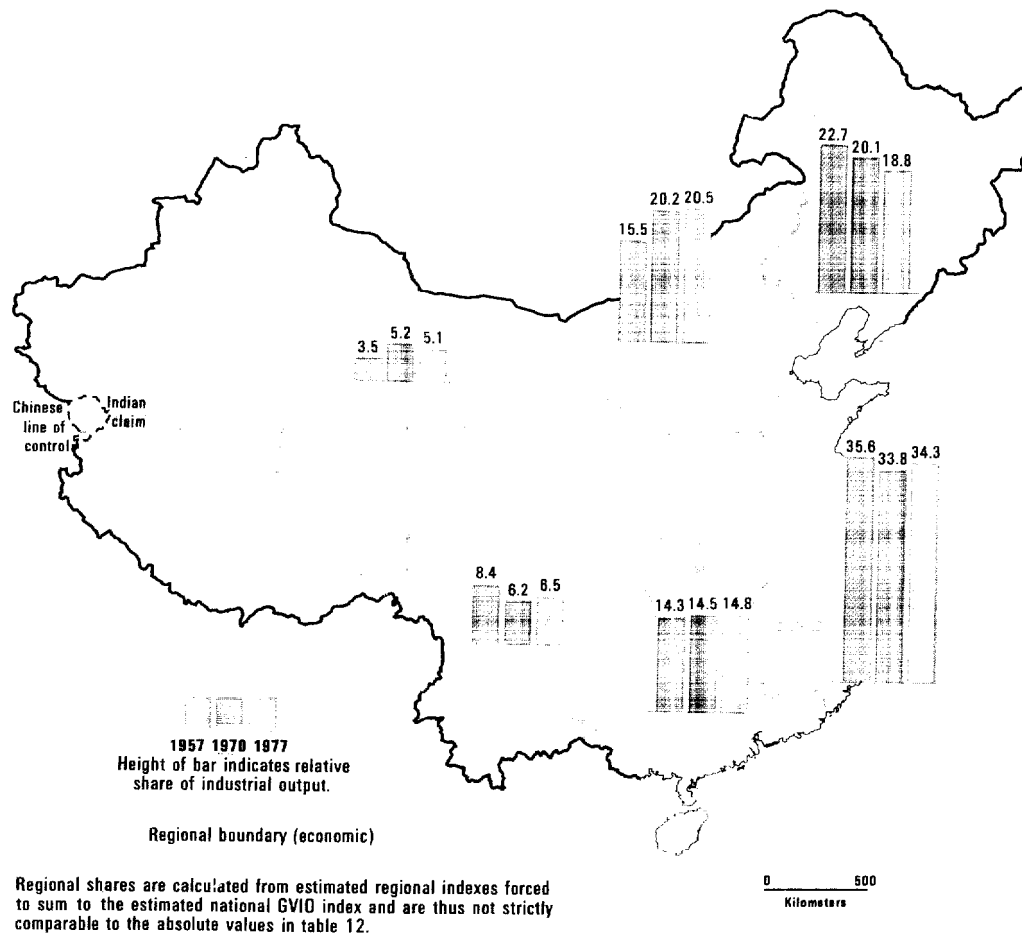 22.7
20.1
18.8
20.2 20.5
15.5
5.2
3.5
5.1
Chinese
line of
control
Indian
claim
35.6
33.8
34.3
8.4
6.2
6.5
14.3 14.5 14.8
1957 1970 1977
Height of bar indicates relative
share of industrial output.
Regional boundary (economic)
Regional shares are calculated from estimated regional indexes forced
to sum to the estimated national GVIO index and are thus not strictly
comparable to the absolute values in table 12.
0 500
Kilometers